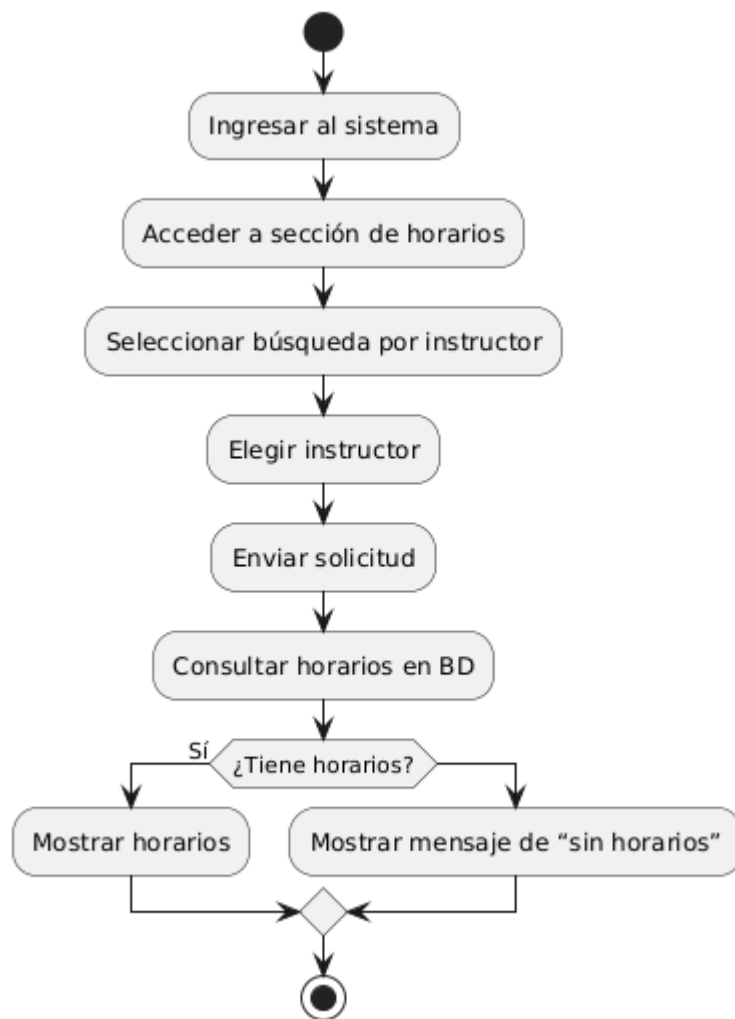 Ingresar al sistema
Acceder a sección de horarios
Seleccionar búsqueda por instructor
Elegir instructor
Enviar solicitud
Consultar horarios en BD
Sí
¿Tiene horarios?
Mostrar horarios
Mostrar mensaje de “sin horarios”